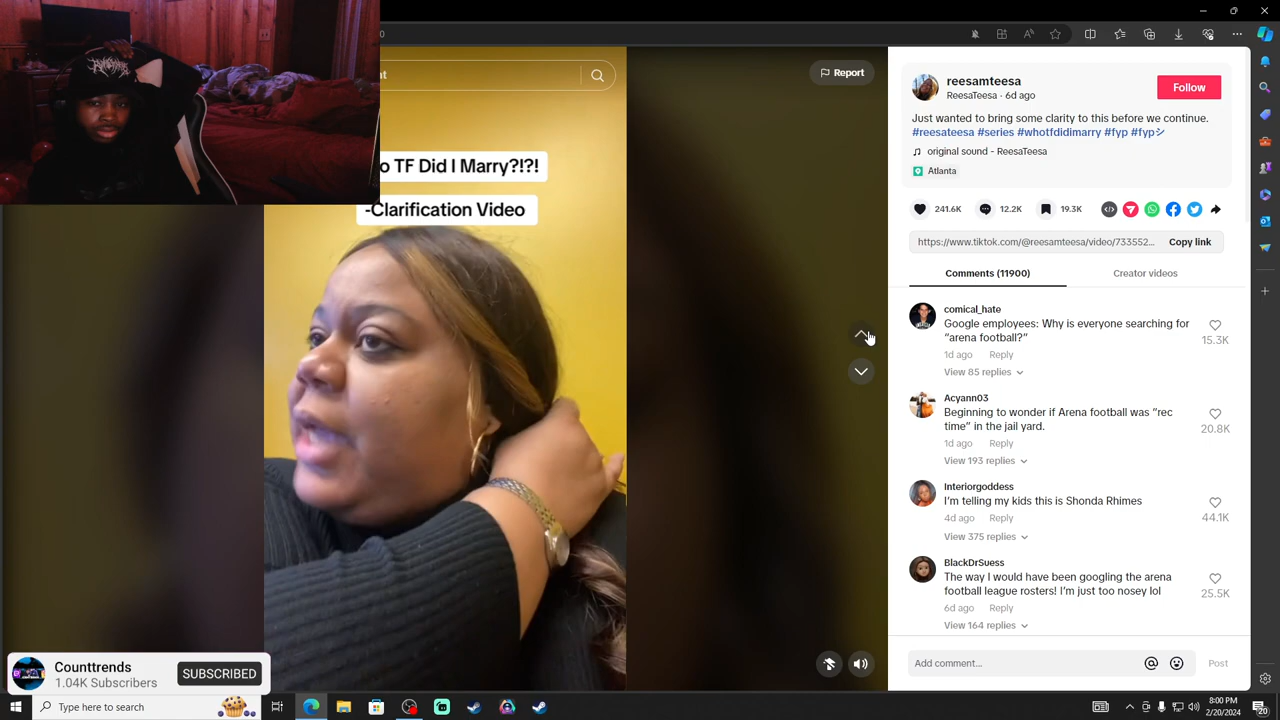 0
t
Report
o TF Did I Marry?!?!
-Clarification Video
reesamteesa
ReesaTeesa · 6d ago
Follow
Just wanted to bring some clarity to this before we continue.
#reesateesa #series #whotfdidimarry #fyp #fypシ
original sound - ReesaTeesa
Atlanta
241.6K
12.2K
19.3K
https://www.tiktok.com/@reesamteesa/video/733552...
Copy link
Comments (11900)
Creator videos
comical_hate
Google employees: Why is everyone searching for
"arena football?"
15.3K
1d ago Reply
View 85 replies
Acyann03
Beginning to wonder if Arena football was "rec
time" in the jail yard.
20.8K
1d ago Reply
View 193 replies
Interiorgoddess
I'm telling my kids this is Shonda Rhimes
44.1K
4d ago Reply
View 375 replies
BlackDrSuess
The way I would have been googling the arena
football league rosters! I'm just too nosey lol
25.5K
6d ago Reply
View 164 replies
Add comment...
Post
Counttrends
1.04K Subscribers
SUBSCRIBED
Type here to search
8:00 PM
2/20/2024
20